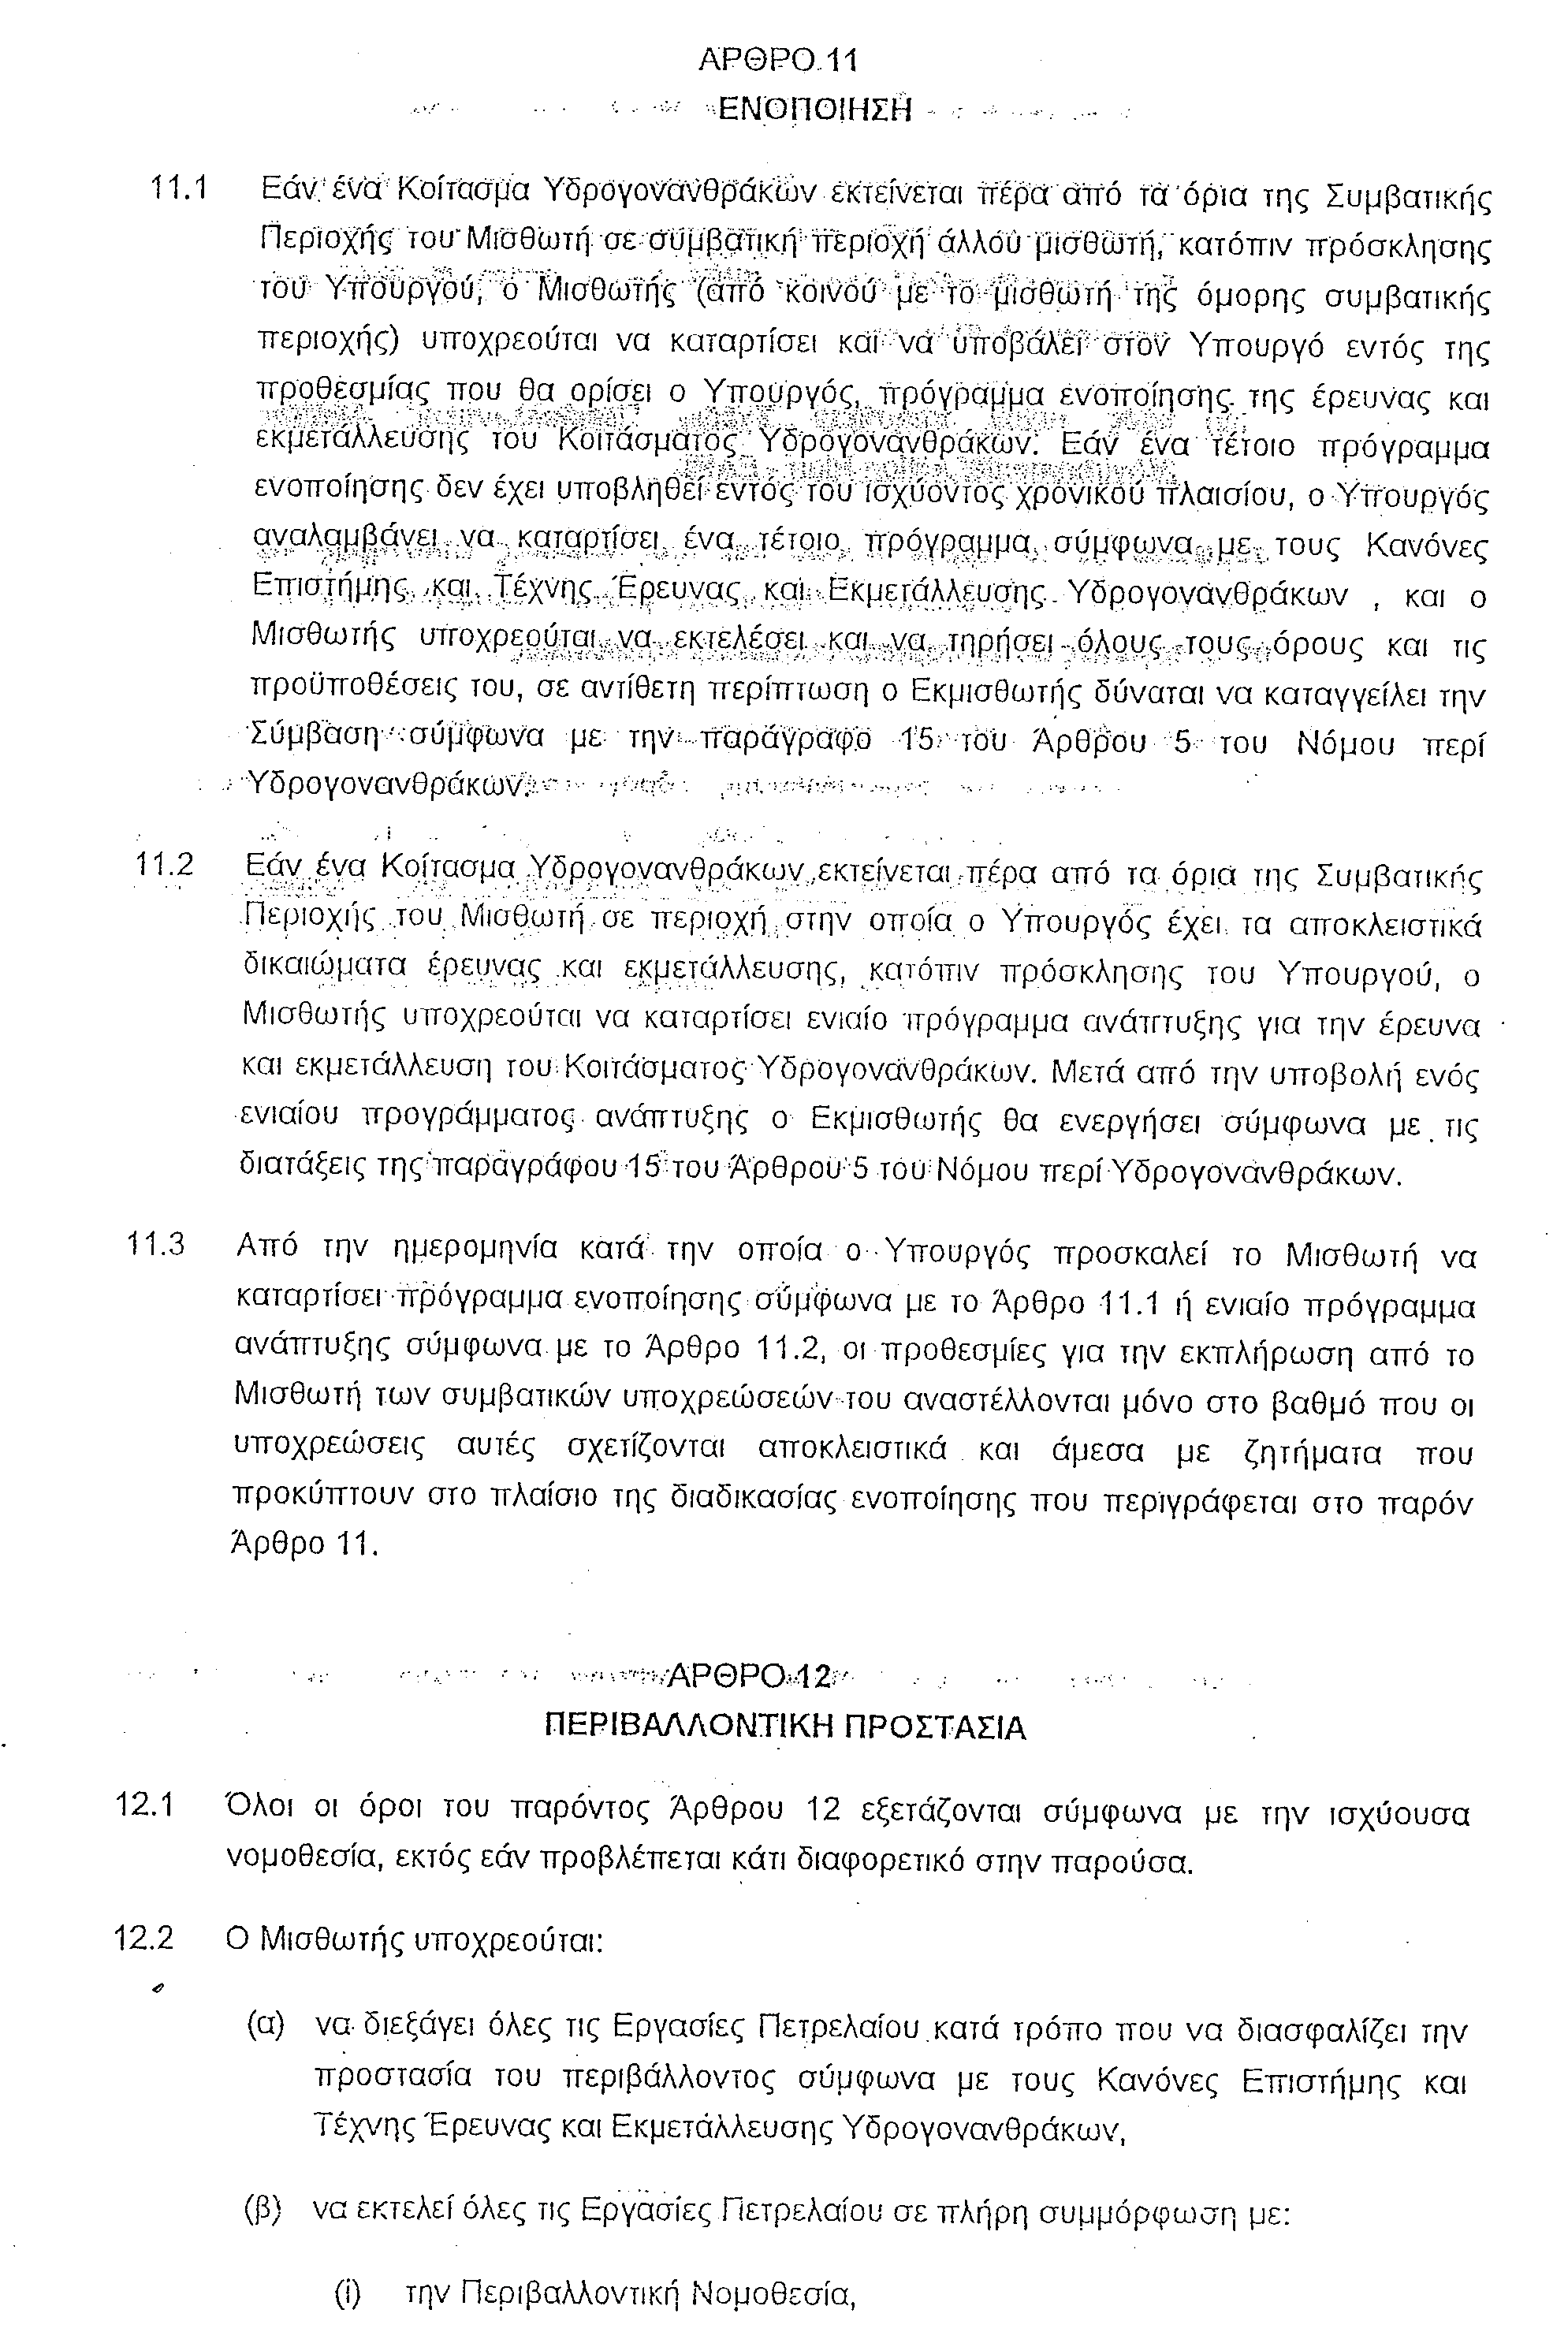 ΑΡΘΡΟ 11
ΕΝΟΠΟΙΗΣΗ
11.1 Εάν ένα Κοίτασμα Υδρογονανθράκων εκτείνεται πέρα από τα όρια της Συμβατικής
Περιοχής του Μισθωτή σε συμβατική περιοχή άλλου μισθωτή, κατόπιν πρόσκλησης
του Υπουργού, ο Μισθωτής (από κοινού με το μισθωτή της όμορης συμβατικής
περιοχής) υποχρεούται να καταρτίσει και να υποβάλει στον Υπουργό εντός της
προθεσμίας που θα ορίσει ο Υπουργός, πρόγραμμα ενοποίησης της έρευνας και
εκμετάλλευσης του Κοιτάσματος Υδρογονανθράκων. Εάν ένα τέτοιο πρόγραμμα
ενοποίησης δεν έχει υποβληθεί εντός του ισχύοντος χρονικού πλαισίου, ο Υπουργός
αναλαμβάνει να καταρτίσει ένα τέτοιο πρόγραμμα σύμφωνα με τους Κανόνες
Επιστήμης και Τέχνης Έρευνας και Εκμετάλλευσης Υδρογονανθράκων , και ο
Μισθωτής υποχρεούται να εκτελέσει και να τηρήσει όλους τους όρους και τις
προϋποθέσεις του, σε αντίθετη περίπτωση ο Εκμισθωτής δύναται να καταγγείλει την
Σύμβαση σύμφωνα με την παράγραφο 15 του Άρθρου 5 του Νόμου περί
Υδρογονανθράκων.
11.2 Εάν ένα Κοίτασμα Υδρογονανθράκων εκτείνεται πέρα από τα όρια της Συμβατικής
Περιοχής του Μισθωτή σε περιοχή στην οποία ο Υπουργός έχει τα αποκλειστικά
δικαιώματα έρευνας και εκμετάλλευσης, κατόπιν πρόσκλησης του Υπουργού, ο
Μισθωτής υποχρεούται να καταρτίσει ενιαίο πρόγραμμα ανάπτυξης για την έρευνα
και εκμετάλλευση του Κοιτάσματος Υδρογονανθράκων. Μετά από την υποβολή ενός
ενιαίου προγράμματος ανάπτυξης ο Εκμισθωτής θα ενεργήσει σύμφωνα με τις
διατάξεις της παραγράφου 15 του Άρθρου 5 του Νόμου περί Υδρογονανθράκων.
11.3 Από την ημερομηνία κατά την οποία ο Υπουργός προσκαλεί το Μισθωτή να
καταρτίσει πρόγραμμα ενοποίησης σύμφωνα με το Άρθρο 11.1 ή ενιαίο πρόγραμμα
ανάπτυξης σύμφωνα με το Άρθρο 11.2, οι προθεσμίες για την εκπλήρωση από το
Μισθωτή των συμβατικών υποχρεώσεών του αναστέλλονται μόνο στο βαθμό που οι
υποχρεώσεις αυτές σχετίζονται αποκλειστικά και άμεσα με ζητήματα που
προκύπτουν στο πλαίσιο της διαδικασίας ενοποίησης που περιγράφεται στο παρόν
Άρθρο 11.
ΑΡΘΡΟ 12
ΠΕΡΙΒΑΛΛΟΝΤΙΚΗ ΠΡΟΣΤΑΣΙΑ
12.1 Όλοι οι όροι του παρόντος Άρθρου 12 εξετάζονται σύμφωνα με την ισχύουσα
νομοθεσία, εκτός εάν προβλέπεται κάτι διαφορετικό στην παρούσα.
12.2 Ο Μισθωτής υποχρεούται:
(α) να διεξάγει όλες τις Εργασίες Πετρελαίου κατά τρόπο που να διασφαλίζει την
προστασία του περιβάλλοντος σύμφωνα με τους Κανόνες Επιστήμης και
Τέχνης Έρευνας και Εκμετάλλευσης Υδρογονανθράκων,
(β) να εκτελεί όλες τις Εργασίες Πετρελαίου σε πλήρη συμμόρφωση με:
(i) την Περιβαλλοντική Νομοθεσία,